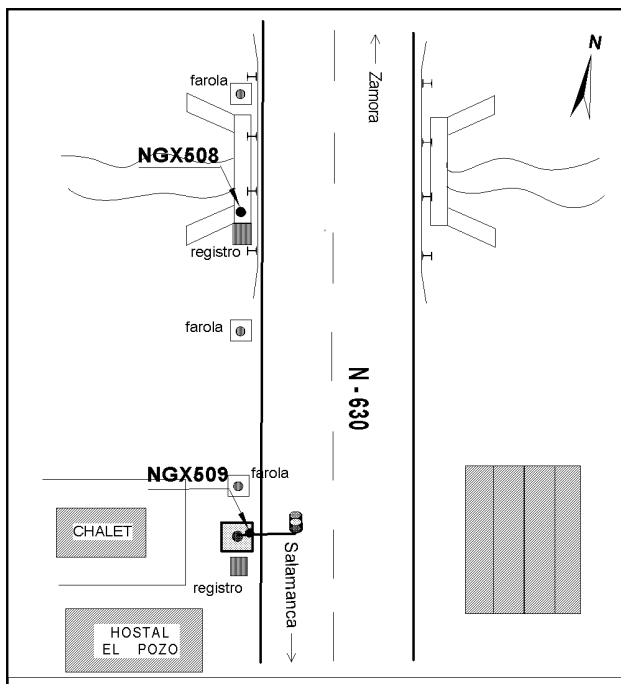 N
farola
Zamora
NGX508
registro
farola
N - 630
NGX509
farola
CHALET
Salamanca
registro
HOSTAL
EL POZO